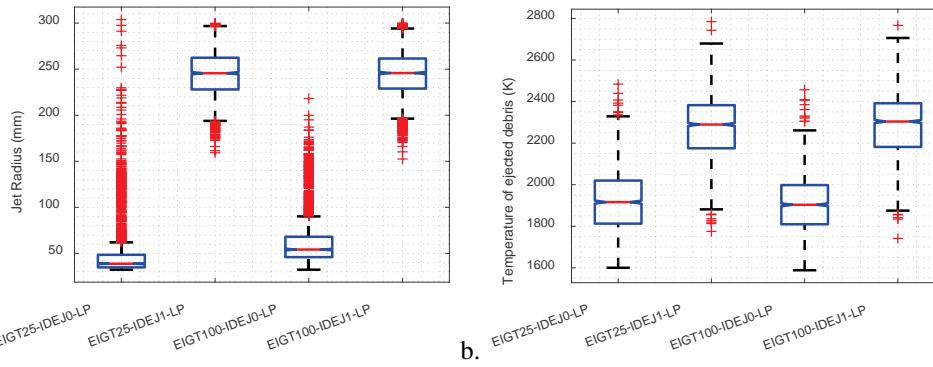 300
250
200
150
100
50
Jet Radius (mm)
EIGT25-IDEJ0-LP
EIGT25-IDEJ1-LP
EIGT100-IDEJ0-LP
EIGT100-IDEJ1-LP
b.
2800
2600
2400
2200
2000
1800
1600
Temperature of ejected debris (K)
EIGT25-IDEJ0-LP
EIGT25-IDEJ1-LP
EIGT100-IDEJ0-LP
EIGT100-IDEJ1-LP